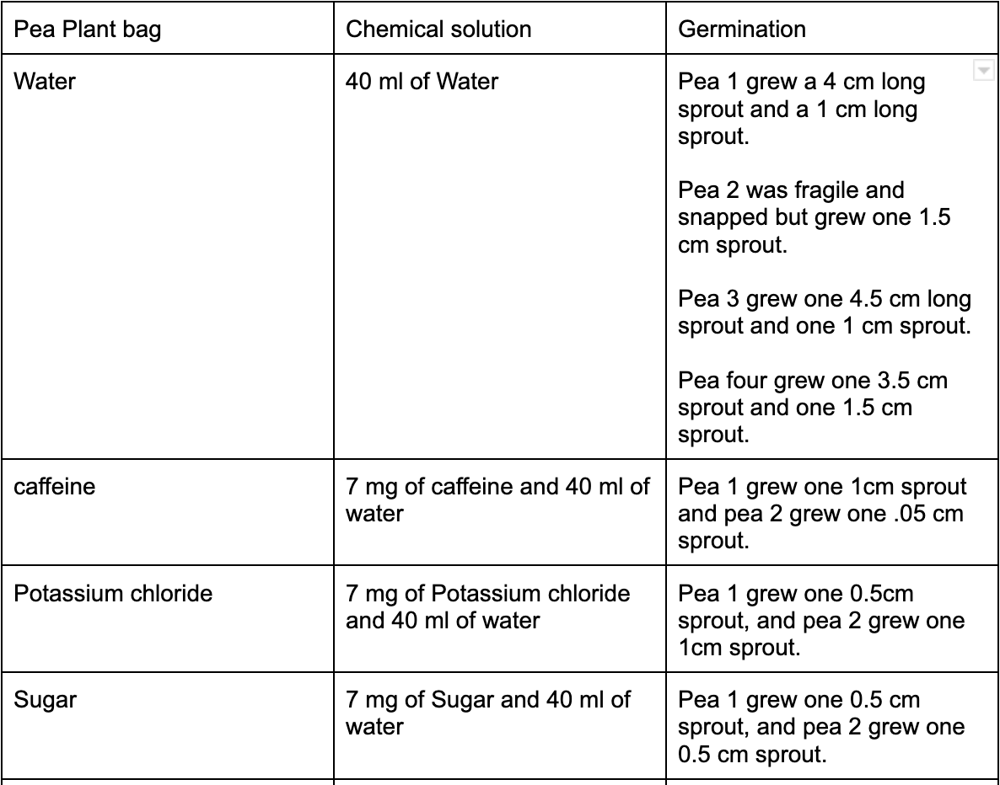 Pea Plant bag
Chemical solution
Germination
Water
40 ml of Water
Pea 1 grew a 4 cm long
sprout and a 1 cm long
sprout.
Pea 2 was fragile and
snapped but grew one 1.5
cm sprout.
Pea 3 grew one 4.5 cm long
sprout and one 1 cm sprout.
Pea four grew one 3.5 cm
sprout and one 1.5 cm
sprout.
caffeine
7 mg of caffeine and 40 ml of
water
Pea 1 grew one 1cm sprout
and pea 2 grew one .05 cm
sprout.
Potassium chloride
7 mg of Potassium chloride
and 40 ml of water
Pea 1 grew one 0.5cm
sprout, and pea 2 grew one
1cm sprout.
Sugar
7 mg of Sugar and 40 ml of
water
Pea 1 grew one 0.5 cm
sprout, and pea 2 grew one
0.5 cm sprout.